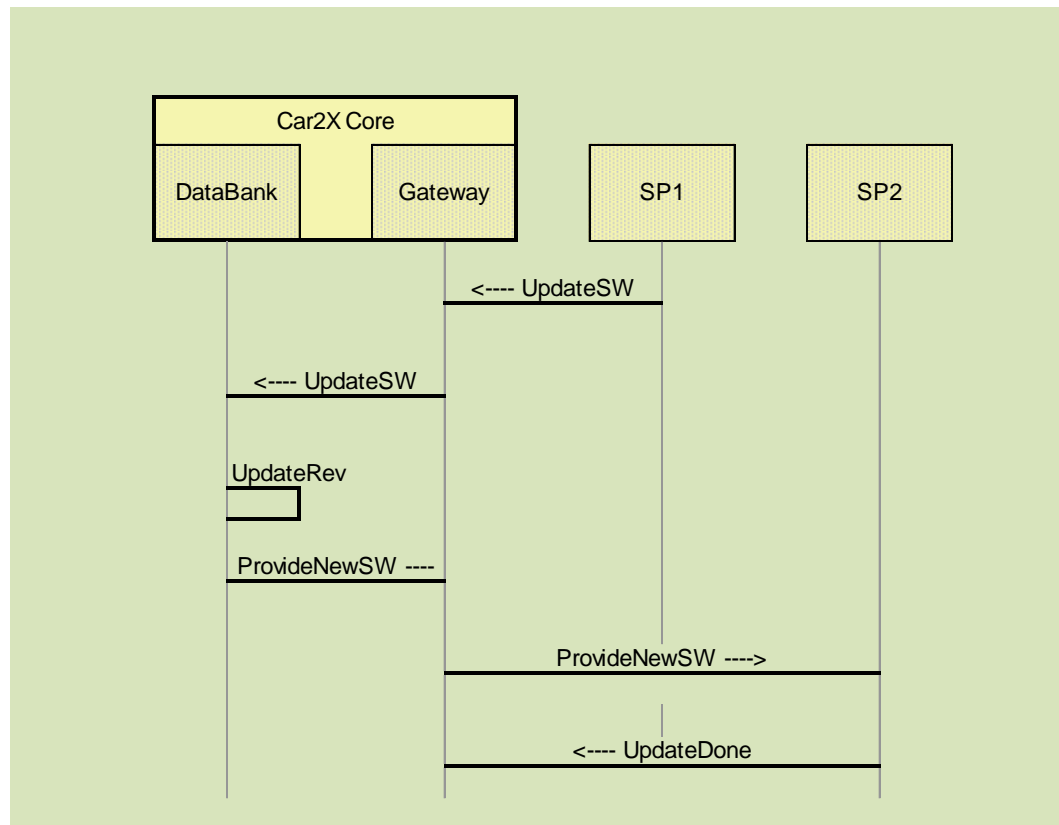 Car2X Core
DataBank
Gateway
SP1
SP2
<---- UpdateSW
<---- UpdateSW
UpdateRev
ProvideNewSW ----
ProvideNewSW ---->
<---- UpdateDone